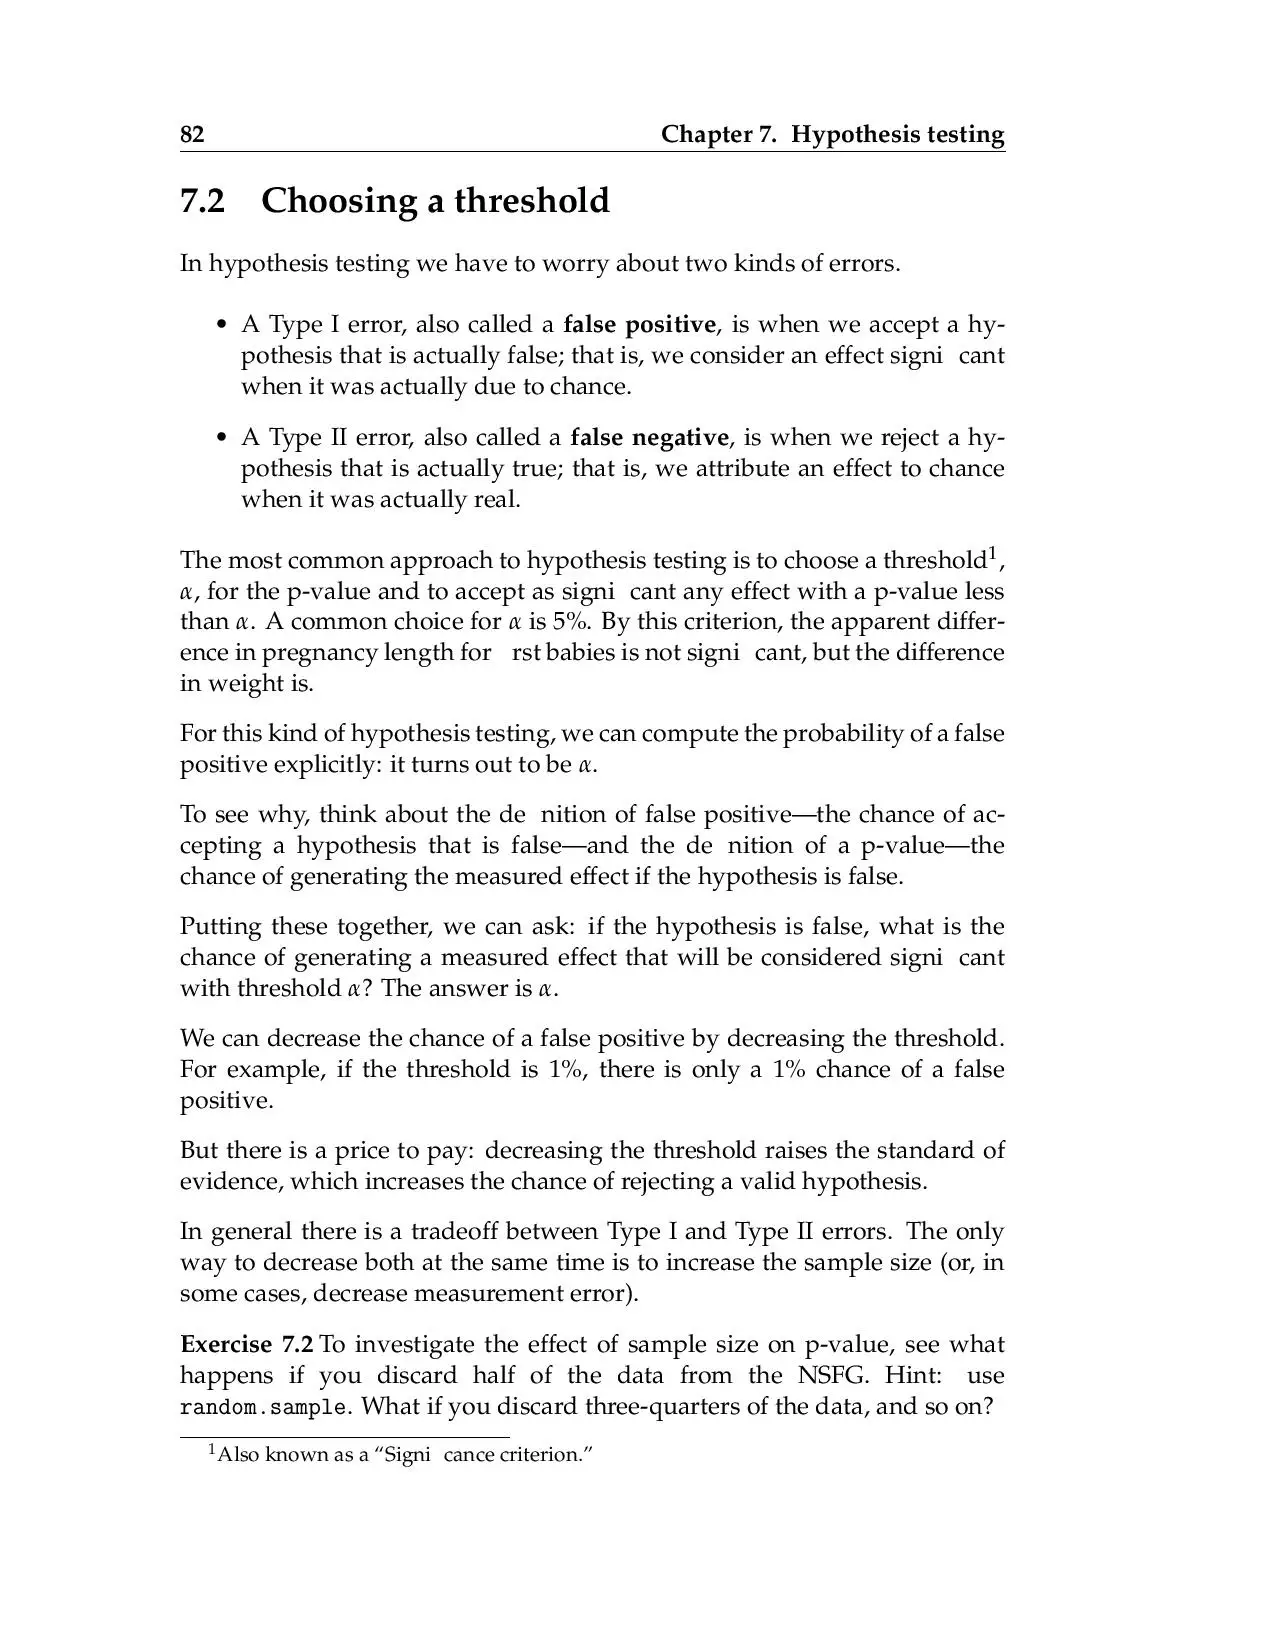 82 Chapter 7. Hypothesis testing
7.2 Choosing a threshold
In hypothesis testing we have to worry about two kinds of errors.
• A Type I error, also called a false positive, is when we accept a hy-
pothesis that is actually false; that is, we consider an effect signi cant
when it was actually due to chance.
• A Type II error, also called a false negative, is when we reject a hy-
pothesis that is actually true; that is, we attribute an effect to chance
when it was actually real.
The most common approach to hypothesis testing is to choose a threshold¹,
α, for the p-value and to accept as signi cant any effect with a p-value less
than α. A common choice for α is 5%. By this criterion, the apparent differ-
ence in pregnancy length for rst babies is not signi cant, but the difference
in weight is.
For this kind of hypothesis testing, we can compute the probability of a false
positive explicitly: it turns out to be α.
To see why, think about the de nition of false positive—the chance of ac-
cepting a hypothesis that is false—and the de nition of a p-value—the
chance of generating the measured effect if the hypothesis is false.
Putting these together, we can ask: if the hypothesis is false, what is the
chance of generating a measured effect that will be considered signi cant
with threshold α? The answer is α.
We can decrease the chance of a false positive by decreasing the threshold.
For example, if the threshold is 1%, there is only a 1% chance of a false
positive.
But there is a price to pay: decreasing the threshold raises the standard of
evidence, which increases the chance of rejecting a valid hypothesis.
In general there is a tradeoff between Type I and Type II errors. The only
way to decrease both at the same time is to increase the sample size (or, in
some cases, decrease measurement error).
Exercise 7.2 To investigate the effect of sample size on p-value, see what
happens if you discard half of the data from the NSFG. Hint: use
random.sample. What if you discard three-quarters of the data, and so on?
¹Also known as a “Signi cance criterion.”